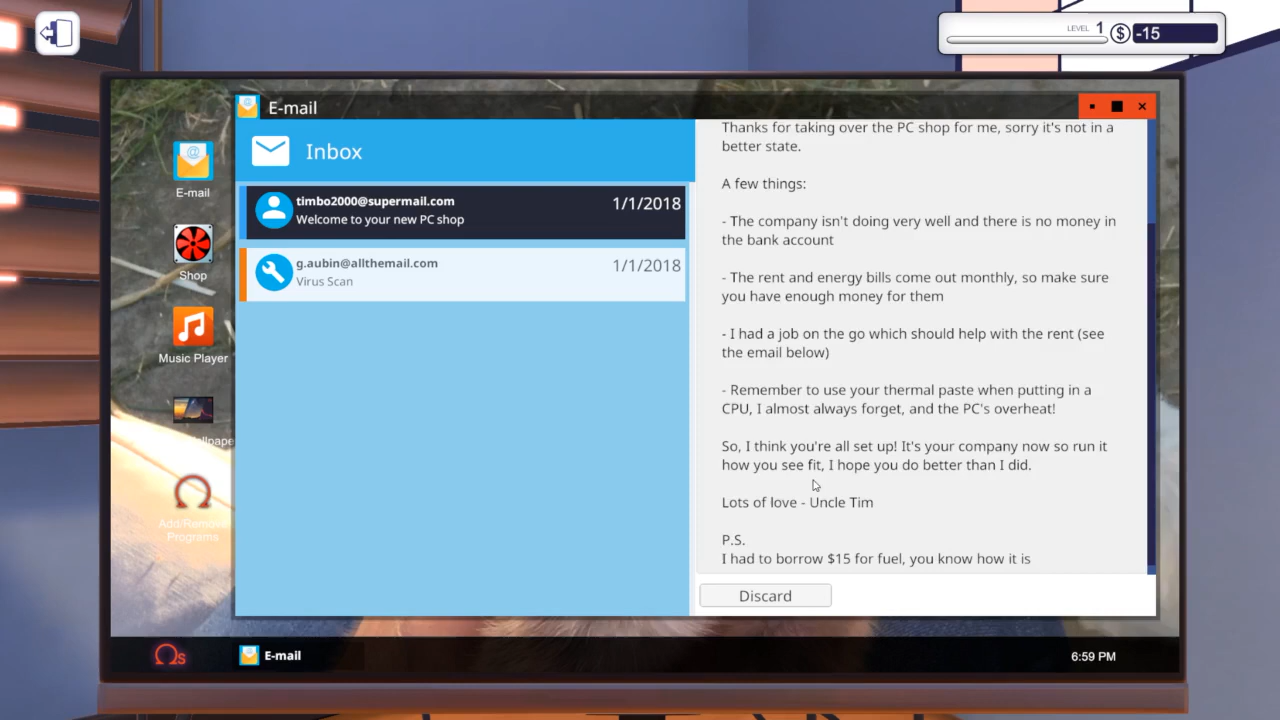 LEVEL 1 $ -15
E-mail
Inbox
timbo2000@supermail.com 1/1/2018
Welcome to your new PC shop
g.aubin@allthemail.com 1/1/2018
Virus Scan
E-mail
Shop
Music Player
Add/Remove
Programs
Thanks for taking over the PC shop for me, sorry it's not in a
better state.
A few things:
- The company isn't doing very well and there is no money in
the bank account
- The rent and energy bills come out monthly, so make sure
you have enough money for them
- I had a job on the go which should help with the rent (see
the email below)
- Remember to use your thermal paste when putting in a
CPU, I almost always forget, and the PC's overheat!
So, I think you're all set up! It's your company now so run it
how you see fit, I hope you do better than I did.
Lots of love - Uncle Tim
P.S.
I had to borrow $15 for fuel, you know how it is
Discard
Ωs
E-mail
6:59 PM